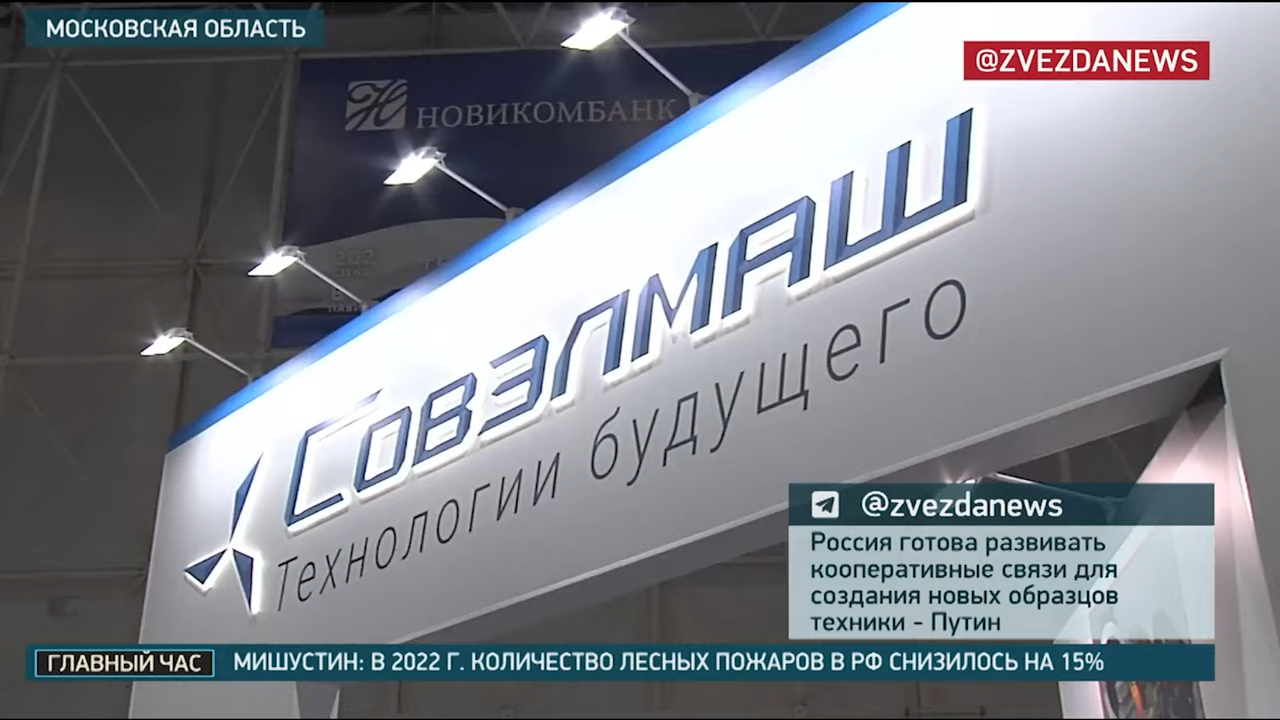 МОСКОВСКАЯ ОБЛАСТЬ
@ZVEZDANEWS
НОВИКОМБАНК
СОВЭЛМАШ
Технологии будущего
@zvezdanews
Россия готова развивать
кооперативные связи для
создания новых образцов
техники - Путин
ГЛАВНЫЙ ЧАС
МИШУСТИН: В 2022 Г. КОЛИЧЕСТВО ЛЕСНЫХ ПОЖАРОВ В РФ СНИЗИЛОСЬ НА 15%